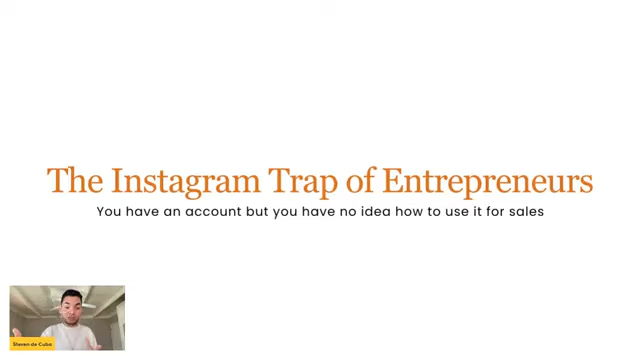 The Instagram Trap of Entrepreneurs
You have an account but you have no idea how to use it for sales
Steven de Cuba